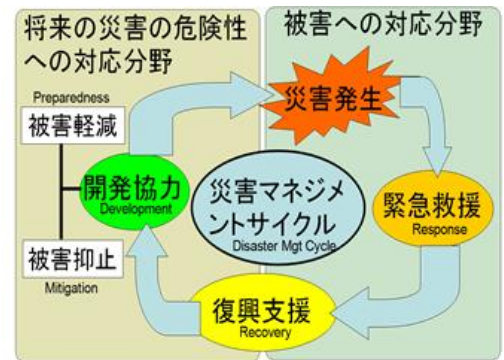 将来の災害の危険性
への対応分野
被害への対応分野
Preparedness
被害軽減
災害発生
開発協力
Development
災害マネジメ
ントサイクル
Disaster Mgt Cycle
緊急救援
Response
被害抑止
Mitigation
復興支援
Recovery